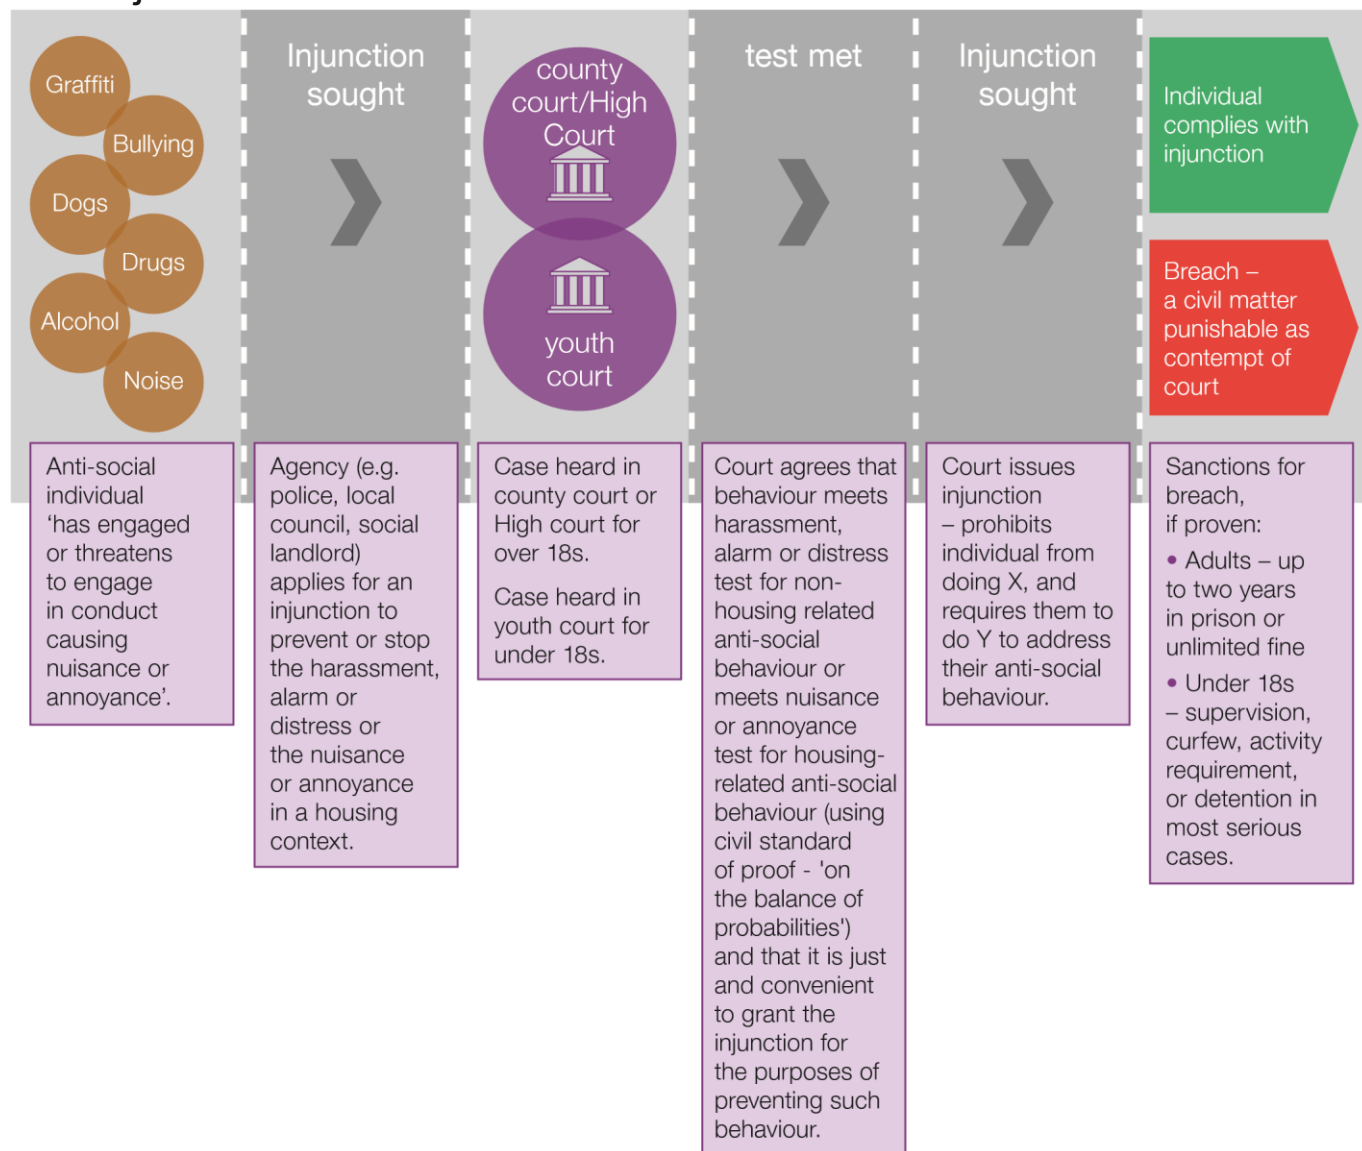 Graffiti
Bullying
Dogs
Drugs
Alcohol
Noise
Injunction
sought
county
court/High
Court
youth
court
test met
Injunction
sought
Individual
complies with
injunction
Breach –
a civil matter
punishable as
contempt of
court
Anti-social
individual
‘has engaged
or threatens
to engage
in conduct
causing
nuisance or
annoyance’.
Agency (e.g.
police, local
council, social
landlord)
applies for an
injunction to
prevent or stop
the harassment,
alarm or
distress or
the nuisance
or annoyance
in a housing
context.
Case heard in
county court or
High court for
over 18s.
Case heard in
youth court for
under 18s.
Court agrees that
behaviour meets
harassment,
alarm or distress
test for non-
housing related
anti-social
behaviour or
meets nuisance
or annoyance
test for housing-
related anti-social
behaviour (using
civil standard
of proof - 'on
the balance of
probabilities')
and that it is just
and convenient
to grant the
injunction for
the purposes of
preventing such
behaviour.
Court issues
injunction
– prohibits
individual from
doing X, and
requires them to
do Y to address
their anti-social
behaviour.
Sanctions for
breach,
if proven:
• Adults – up
to two years
in prison or
unlimited fine
• Under 18s
– supervision,
curfew, activity
requirement,
or detention in
most serious
cases.